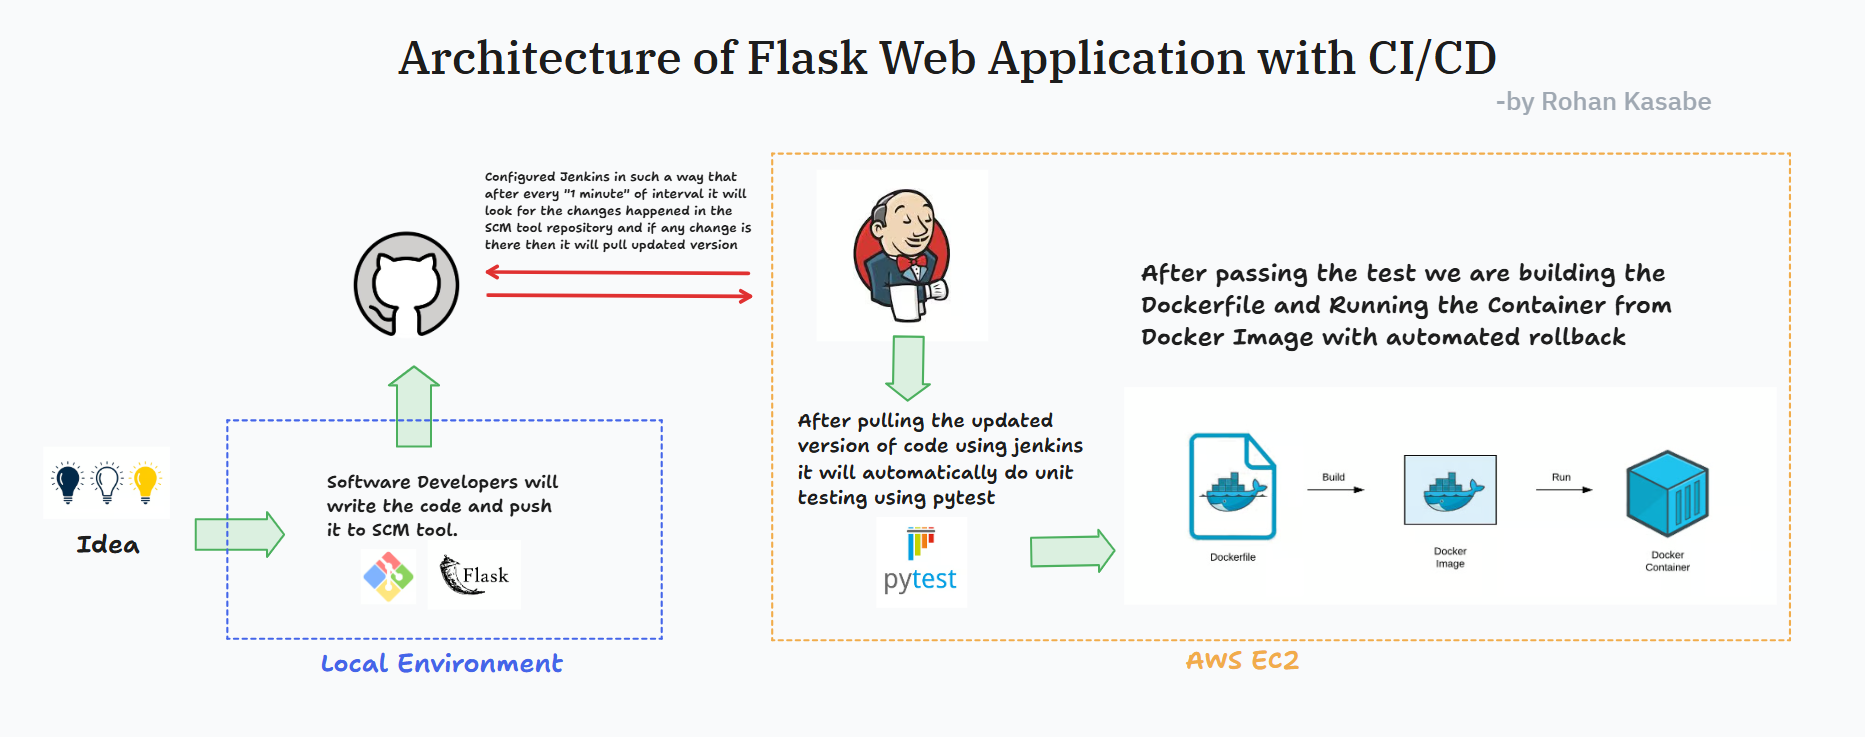 Architecture of Flask Web Application with CI/CD
-by Rohan Kasabe
Configured Jenkins in such a way that
after every "1 minute" of interval it will
look for the changes happened in the
SCM tool repository and if any change is
there then it will pull updated version
Idea
Software Developers will
write the code and push
it to SCM tool.
Flask
Local Environment
After pulling the updated
version of code using jenkins
it will automatically do unit
testing using pytest
pytest
After passing the test we are building the
Dockerfile and Running the Container from
Docker Image with automated rollback
Build
Run
Dockerfile
Docker
Image
Docker
Container
AWS EC2